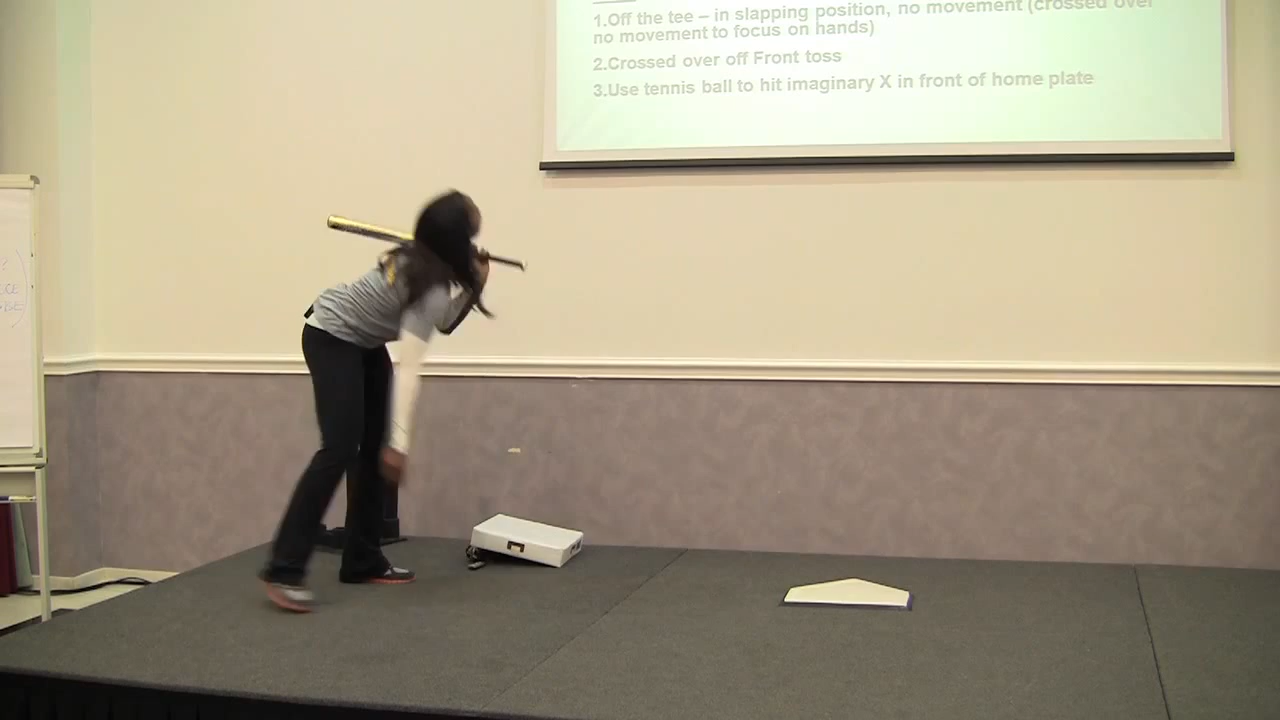 1.Off the tee – in slapping position, no movement (crossed over
no movement to focus on hands)
2.Crossed over off Front toss
3.Use tennis ball to hit imaginary X in front of home plate
?